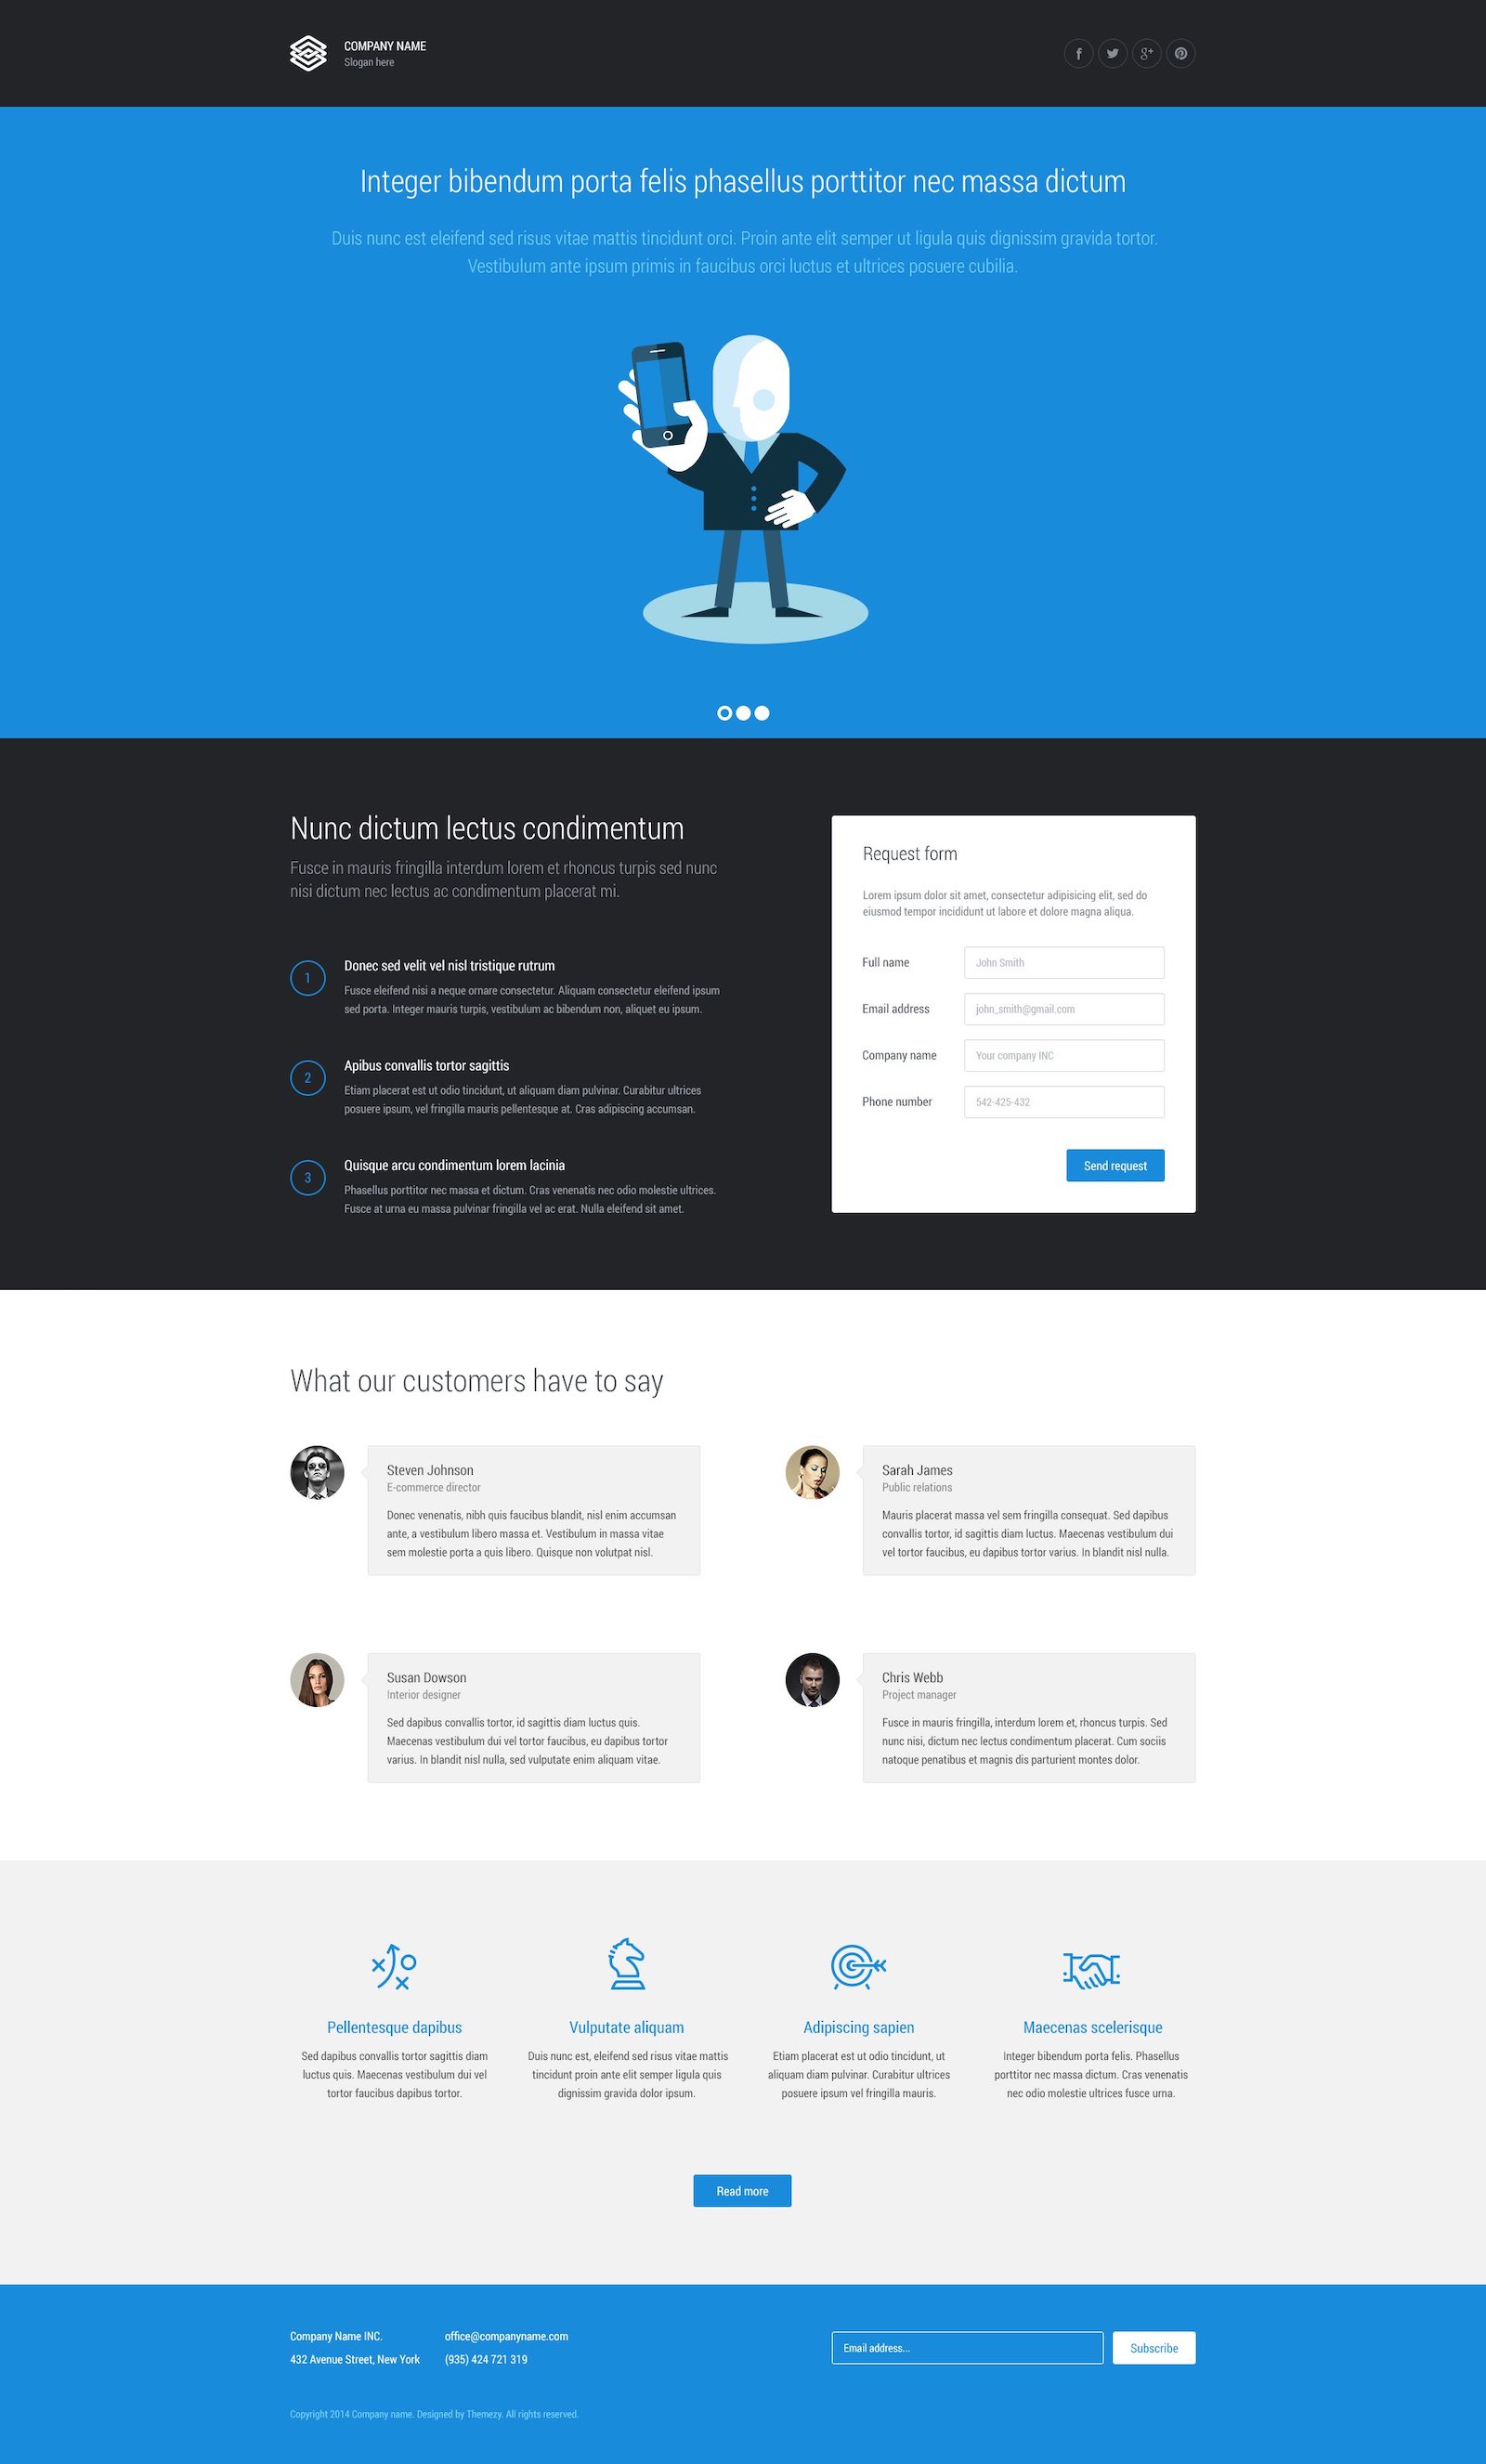 COMPANY NAME
Slogan here
Integer bibendum porta felis phasellus porttitor nec massa dictum
Duis nunc est eleifend sed risus vitae mattis tincidunt orci. Proin ante elit semper ut ligula quis dignissim gravida tortor.
Vestibulum ante ipsum primis in faucibus orci luctus et ultrices posuere cubilia.
Nunc dictum lectus condimentum
Fusce in mauris fringilla interdum lorem et rhoncus turpis sed nunc
nisi dictum nec lectus ac condimentum placerat mi.
1
Donec sed velit vel nisl tristique rutrum
Fusce eleifend nisi a neque ornare consectetur. Aliquam consectetur eleifend ipsum
sed porta. Integer mauris turpis, vestibulum ac bibendum non, aliquet eu ipsum.
2
Apibus convallis tortor sagittis
Etiam placerat est ut odio tincidunt, ut aliquam diam pulvinar. Curabitur ultrices
posuere ipsum, vel fringilla mauris pellentesque at. Cras adipiscing accumsan.
3
Quisque arcu condimentum lorem lacinia
Phasellus porttitor nec massa et dictum. Cras venenatis nec odio molestie ultrices.
Fusce at urna eu massa pulvinar fringilla vel ac erat. Nulla eleifend sit amet.
Request form
Lorem ipsum dolor sit amet, consectetur adipisicing elit, sed do
eiusmod tempor incididunt ut labore et dolore magna aliqua.
Full name
John Smith
Email address
john_smith@gmail.com
Company name
Your company INC
Phone number
542-425-432
Send request
What our customers have to say
Steven Johnson
E-commerce director
Donec venenatis, nibh quis faucibus blandit, nisl enim accumsan
ante, a vestibulum libero massa et. Vestibulum in massa vitae
sem molestie porta a quis libero. Quisque non volutpat nisl.
Sarah James
Public relations
Mauris placerat massa vel sem fringilla consequat. Sed dapibus
convallis tortor, id sagittis diam luctus. Maecenas vestibulum dui
vel tortor faucibus, eu dapibus tortor varius. In blandit nisl nulla.
Susan Dowson
Interior designer
Sed dapibus convallis tortor, id sagittis diam luctus quis.
Maecenas vestibulum dui vel tortor faucibus, eu dapibus tortor
varius. In blandit nisl nulla, sed vulputate enim aliquam vitae.
Chris Webb
Project manager
Fusce in mauris fringilla, interdum lorem et, rhoncus turpis. Sed
nunc nisi, dictum nec lectus condimentum placerat. Cum sociis
natoque penatibus et magnis dis parturient montes dolor.
Pellentesque dapibus
Sed dapibus convallis tortor sagittis diam
luctus quis. Maecenas vestibulum dui vel
tortor faucibus dapibus tortor.
Vulputate aliquam
Duis nunc est, eleifend sed risus vitae mattis
tincidunt proin ante elit semper ligula quis
dignissim gravida dolor ipsum.
Adipiscing sapien
Etiam placerat est ut odio tincidunt, ut
aliquam diam pulvinar. Curabitur ultrices
posuere ipsum vel fringilla mauris.
Maecenas scelerisque
Integer bibendum porta felis. Phasellus
porttitor nec massa dictum. Cras venenatis
nec odio molestie ultrices fusce urna.
Read more
Company Name INC.
432 Avenue Street, New York
office@companyname.com
(935) 424 721 319
Email address...
Subscribe
Copyright 2014 Company name. Designed by Themezy. All rights reserved.